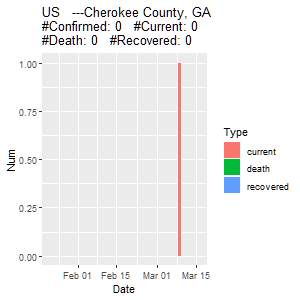 US   ---Cherokee County, GA
#Confirmed: 0   #Current: 0
#Death: 0   #Recovered: 0
1.00
0.75
0.50
0.25
0.00
Num
Feb 01
Feb 15
Mar 01
Mar 15
Date
Type
current
death
recovered